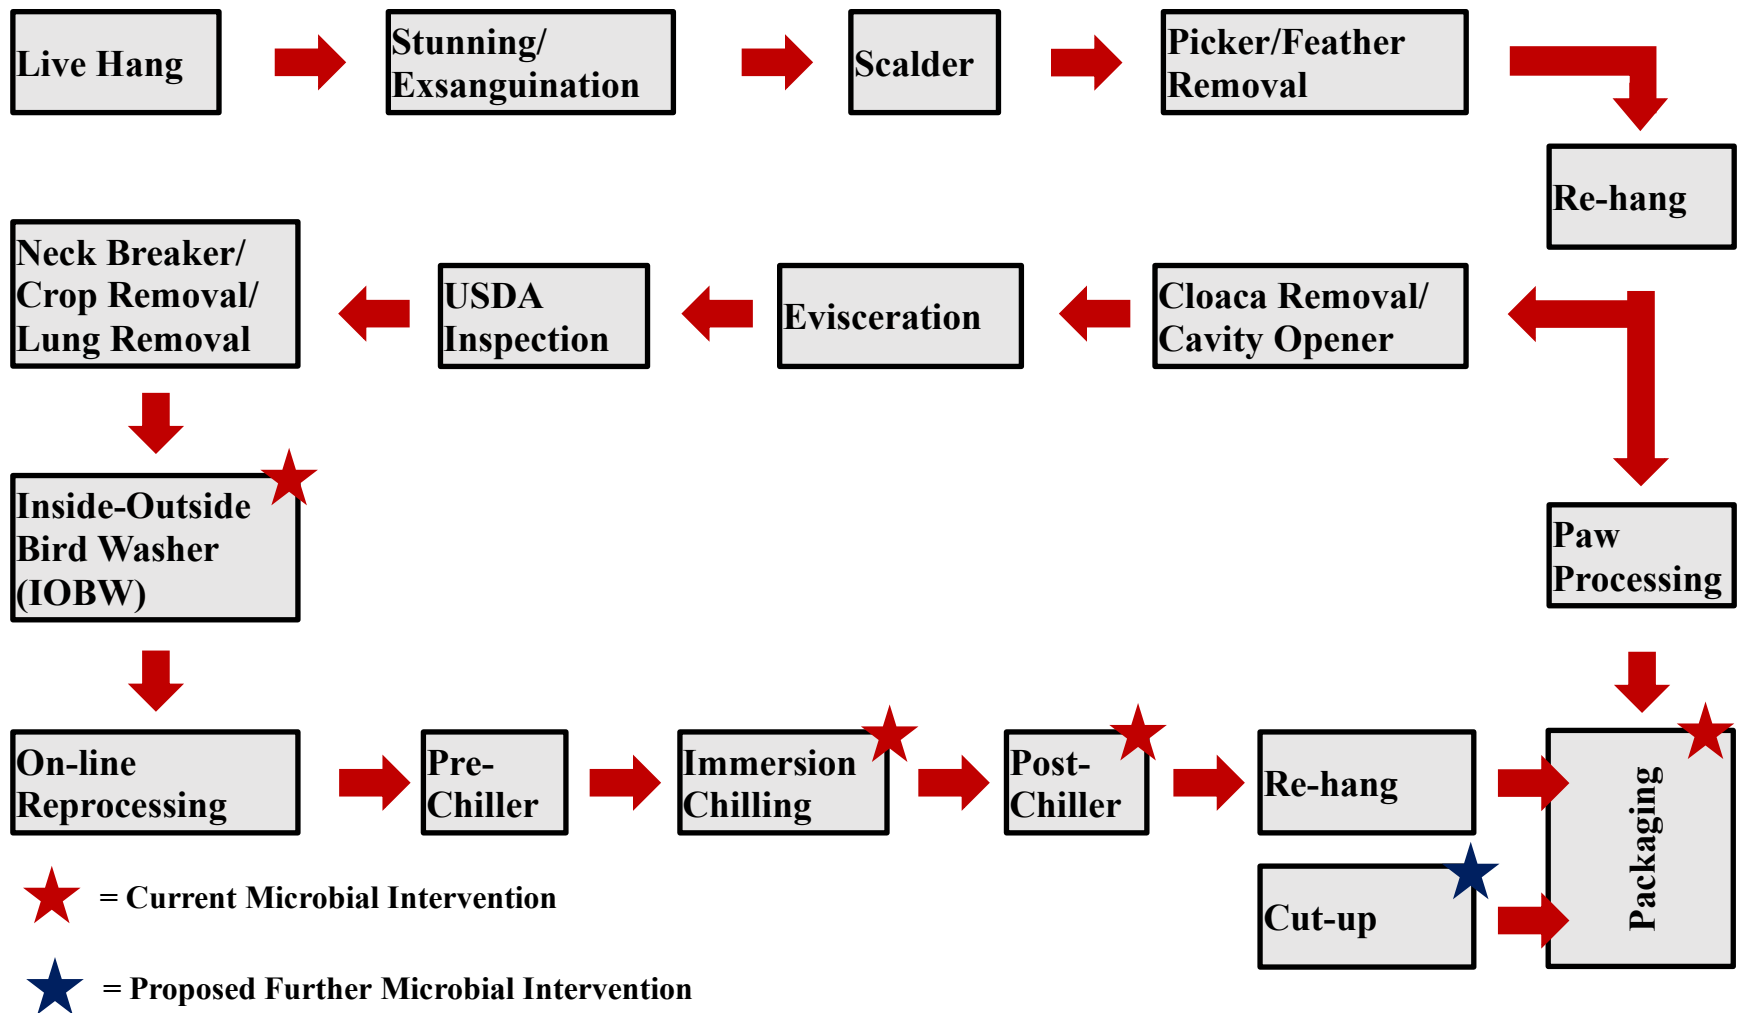 Live Hang
Stunning/
Exsanguination
Scalder
Picker/Feather
Removal
Re-hang
Cloaca Removal/
Cavity Opener
Evisceration
USDA
Inspection
Neck Breaker/
Crop Removal/
Lung Removal
Inside-Outside
Bird Washer
(IOBW)
Paw
Processing
On-line
Reprocessing
Pre-
Chiller
Immersion
Chilling
Post-
Chiller
Re-hang
Cut-up
Packaging
= Current Microbial Intervention
= Proposed Further Microbial Intervention